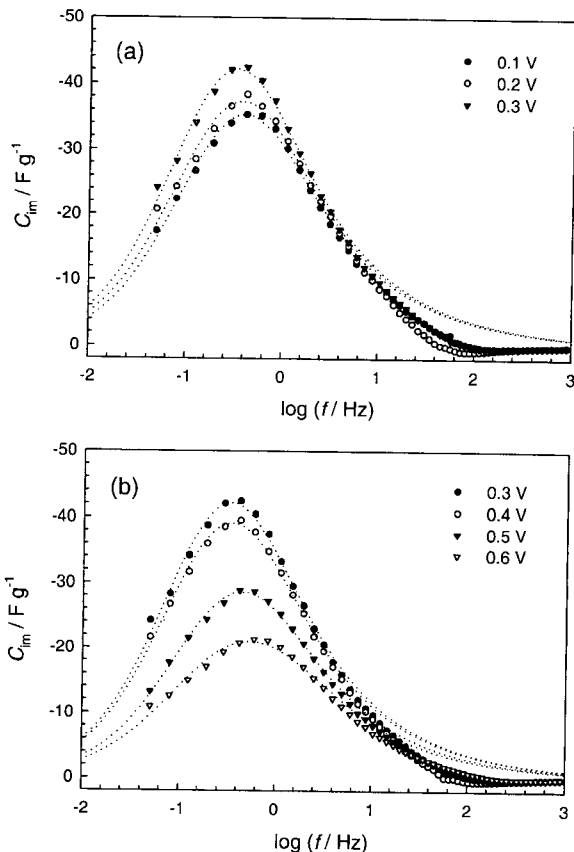 (a)
0.1 V
0.2 V
0.3 V
-50
-40
-30
-20
-10
0
C_im / F g⁻¹
-2 -1 0 1 2 3
log (f / Hz)
(b)
0.3 V
0.4 V
0.5 V
0.6 V
-50
-40
-30
-20
-10
0
C_im / F g⁻¹
-2 -1 0 1 2 3
log (f / Hz)